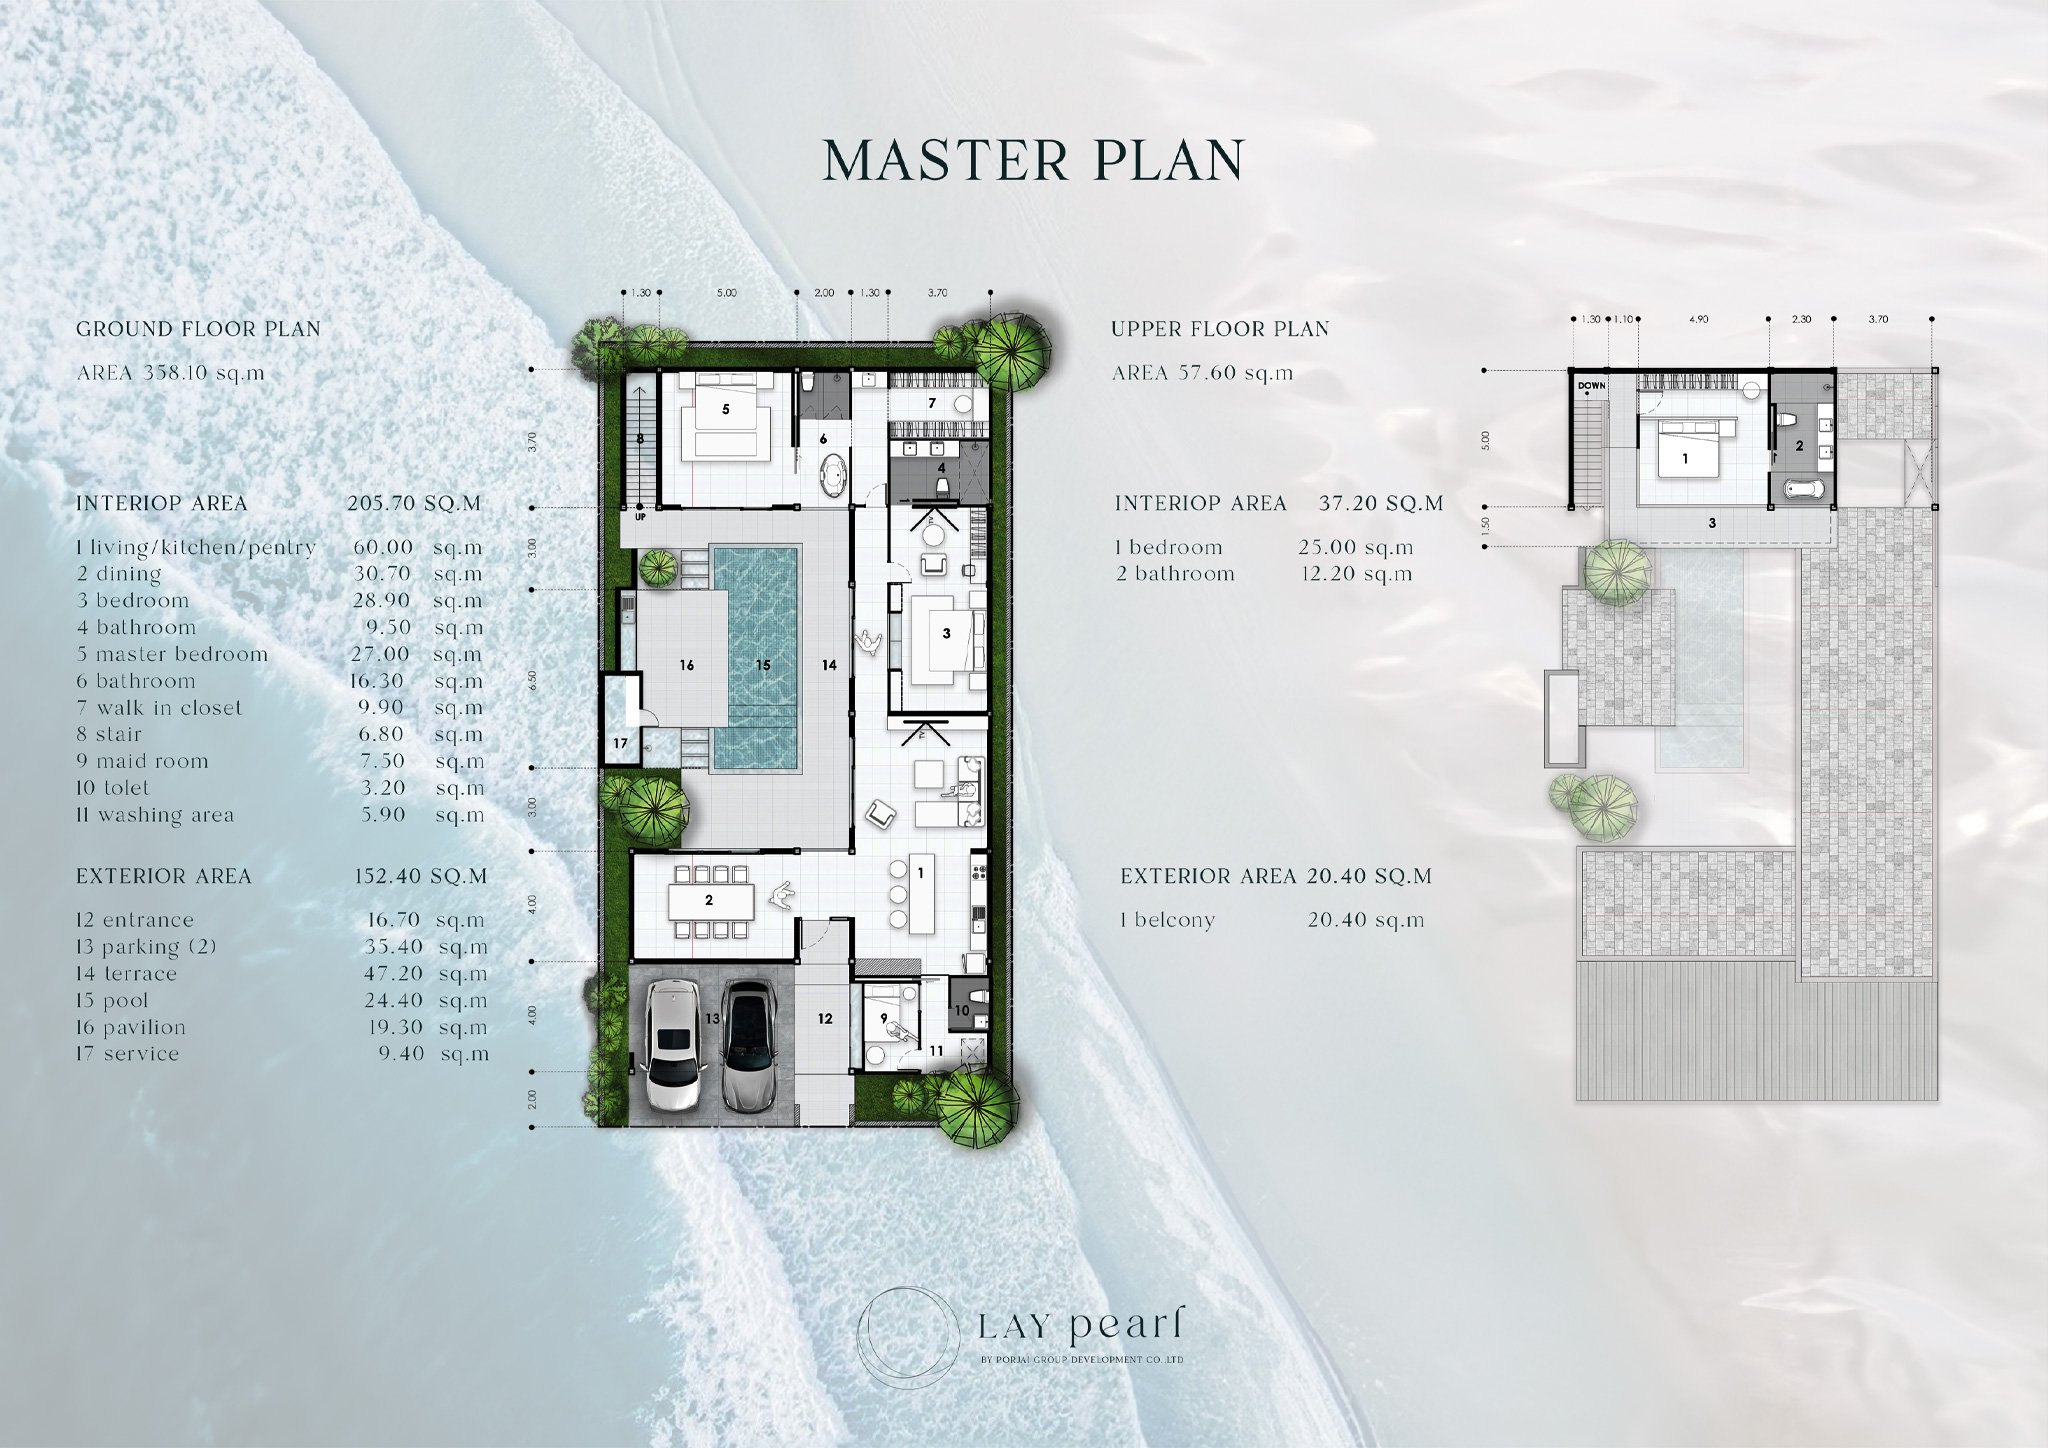 MASTER PLAN
GROUND FLOOR PLAN
AREA 358.10 sq.m
INTERIOP AREA 205.70 SQ.M
1 living/kitchen/pentry 60.00 sq.m
2 dining 30.70 sq.m
3 bedroom 28.90 sq.m
4 bathroom 9.50 sq.m
5 master bedroom 27.00 sq.m
6 bathroom 16.30 sq.m
7 walk in closet 9.90 sq.m
8 stair 6.80 sq.m
9 maid room 7.50 sq.m
10 tolet 3.20 sq.m
11 washing area 5.90 sq.m
EXTERIOR AREA 152.40 SQ.M
12 entrance 16.70 sq.m
13 parking (2) 35.40 sq.m
14 terrace 47.20 sq.m
15 pool 24.40 sq.m
16 pavilion 19.30 sq.m
17 service 9.40 sq.m
1.30 5.00 2.00 1.30 3.70
3.70
3.00
6.50
3.00
4.00
4.00
2.00
5
7
6
8
4
UP
TV
3
16 15 14
17
TV
1
2
13 12 9 10
11
UPPER FLOOR PLAN
AREA 57.60 sq.m
INTERIOP AREA 37.20 SQ.M
1 bedroom 25.00 sq.m
2 bathroom 12.20 sq.m
EXTERIOR AREA 20.40 SQ.M
1 belcony 20.40 sq.m
1.30 1.10 4.90 2.30 3.70
5.00
1.50
DOWN
1
2
3
LAY pearl
BY PORJAI GROUP DEVELOPMENT CO.,LTD